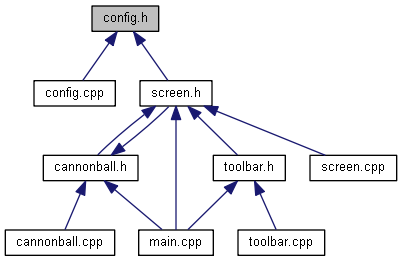 config.h
config.cpp
screen.h
cannonball.h
toolbar.h
screen.cpp
cannonball.cpp
main.cpp
toolbar.cpp